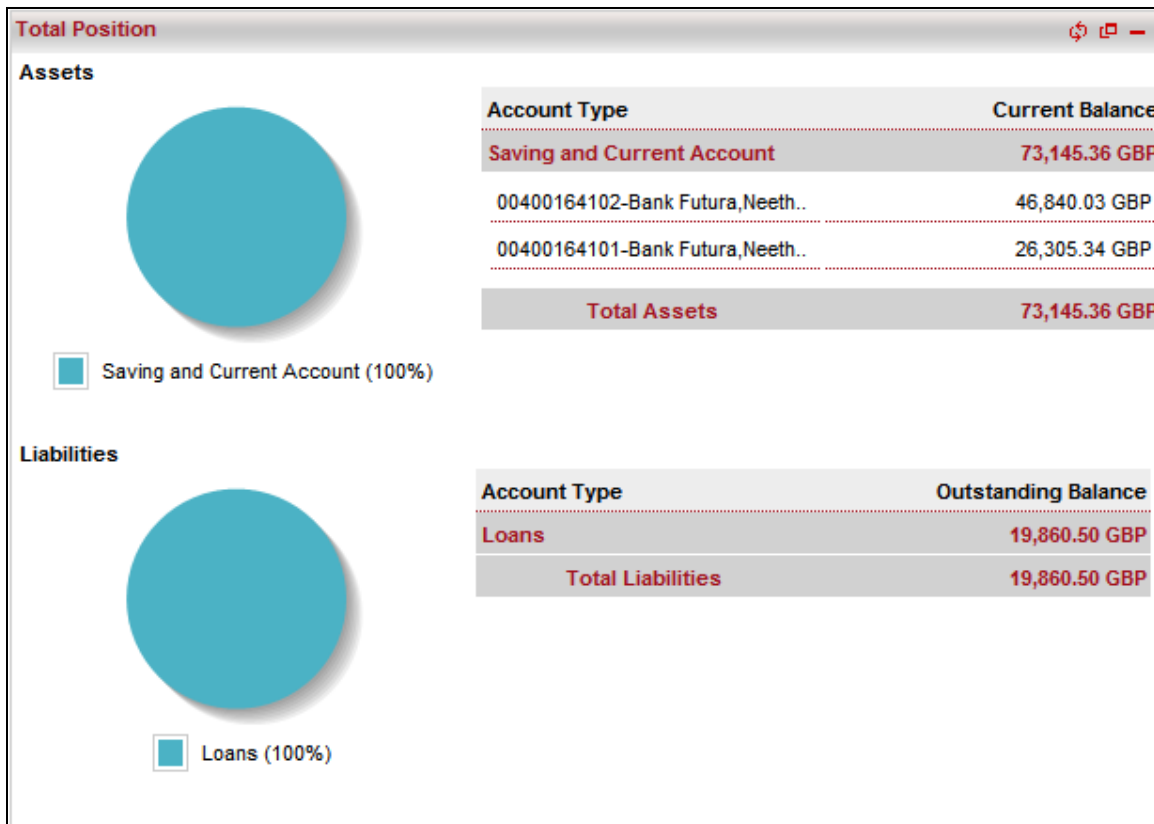 Total Position
Assets
Account Type Current Balance
Saving and Current Account 73,145.36 GBP
00400164102-Bank Futura,Neeth.. 46,840.03 GBP
00400164101-Bank Futura,Neeth.. 26,305.34 GBP
Total Assets 73,145.36 GBP
Saving and Current Account (100%)
Liabilities
Account Type Outstanding Balance
Loans 19,860.50 GBP
Total Liabilities 19,860.50 GBP
Loans (100%)